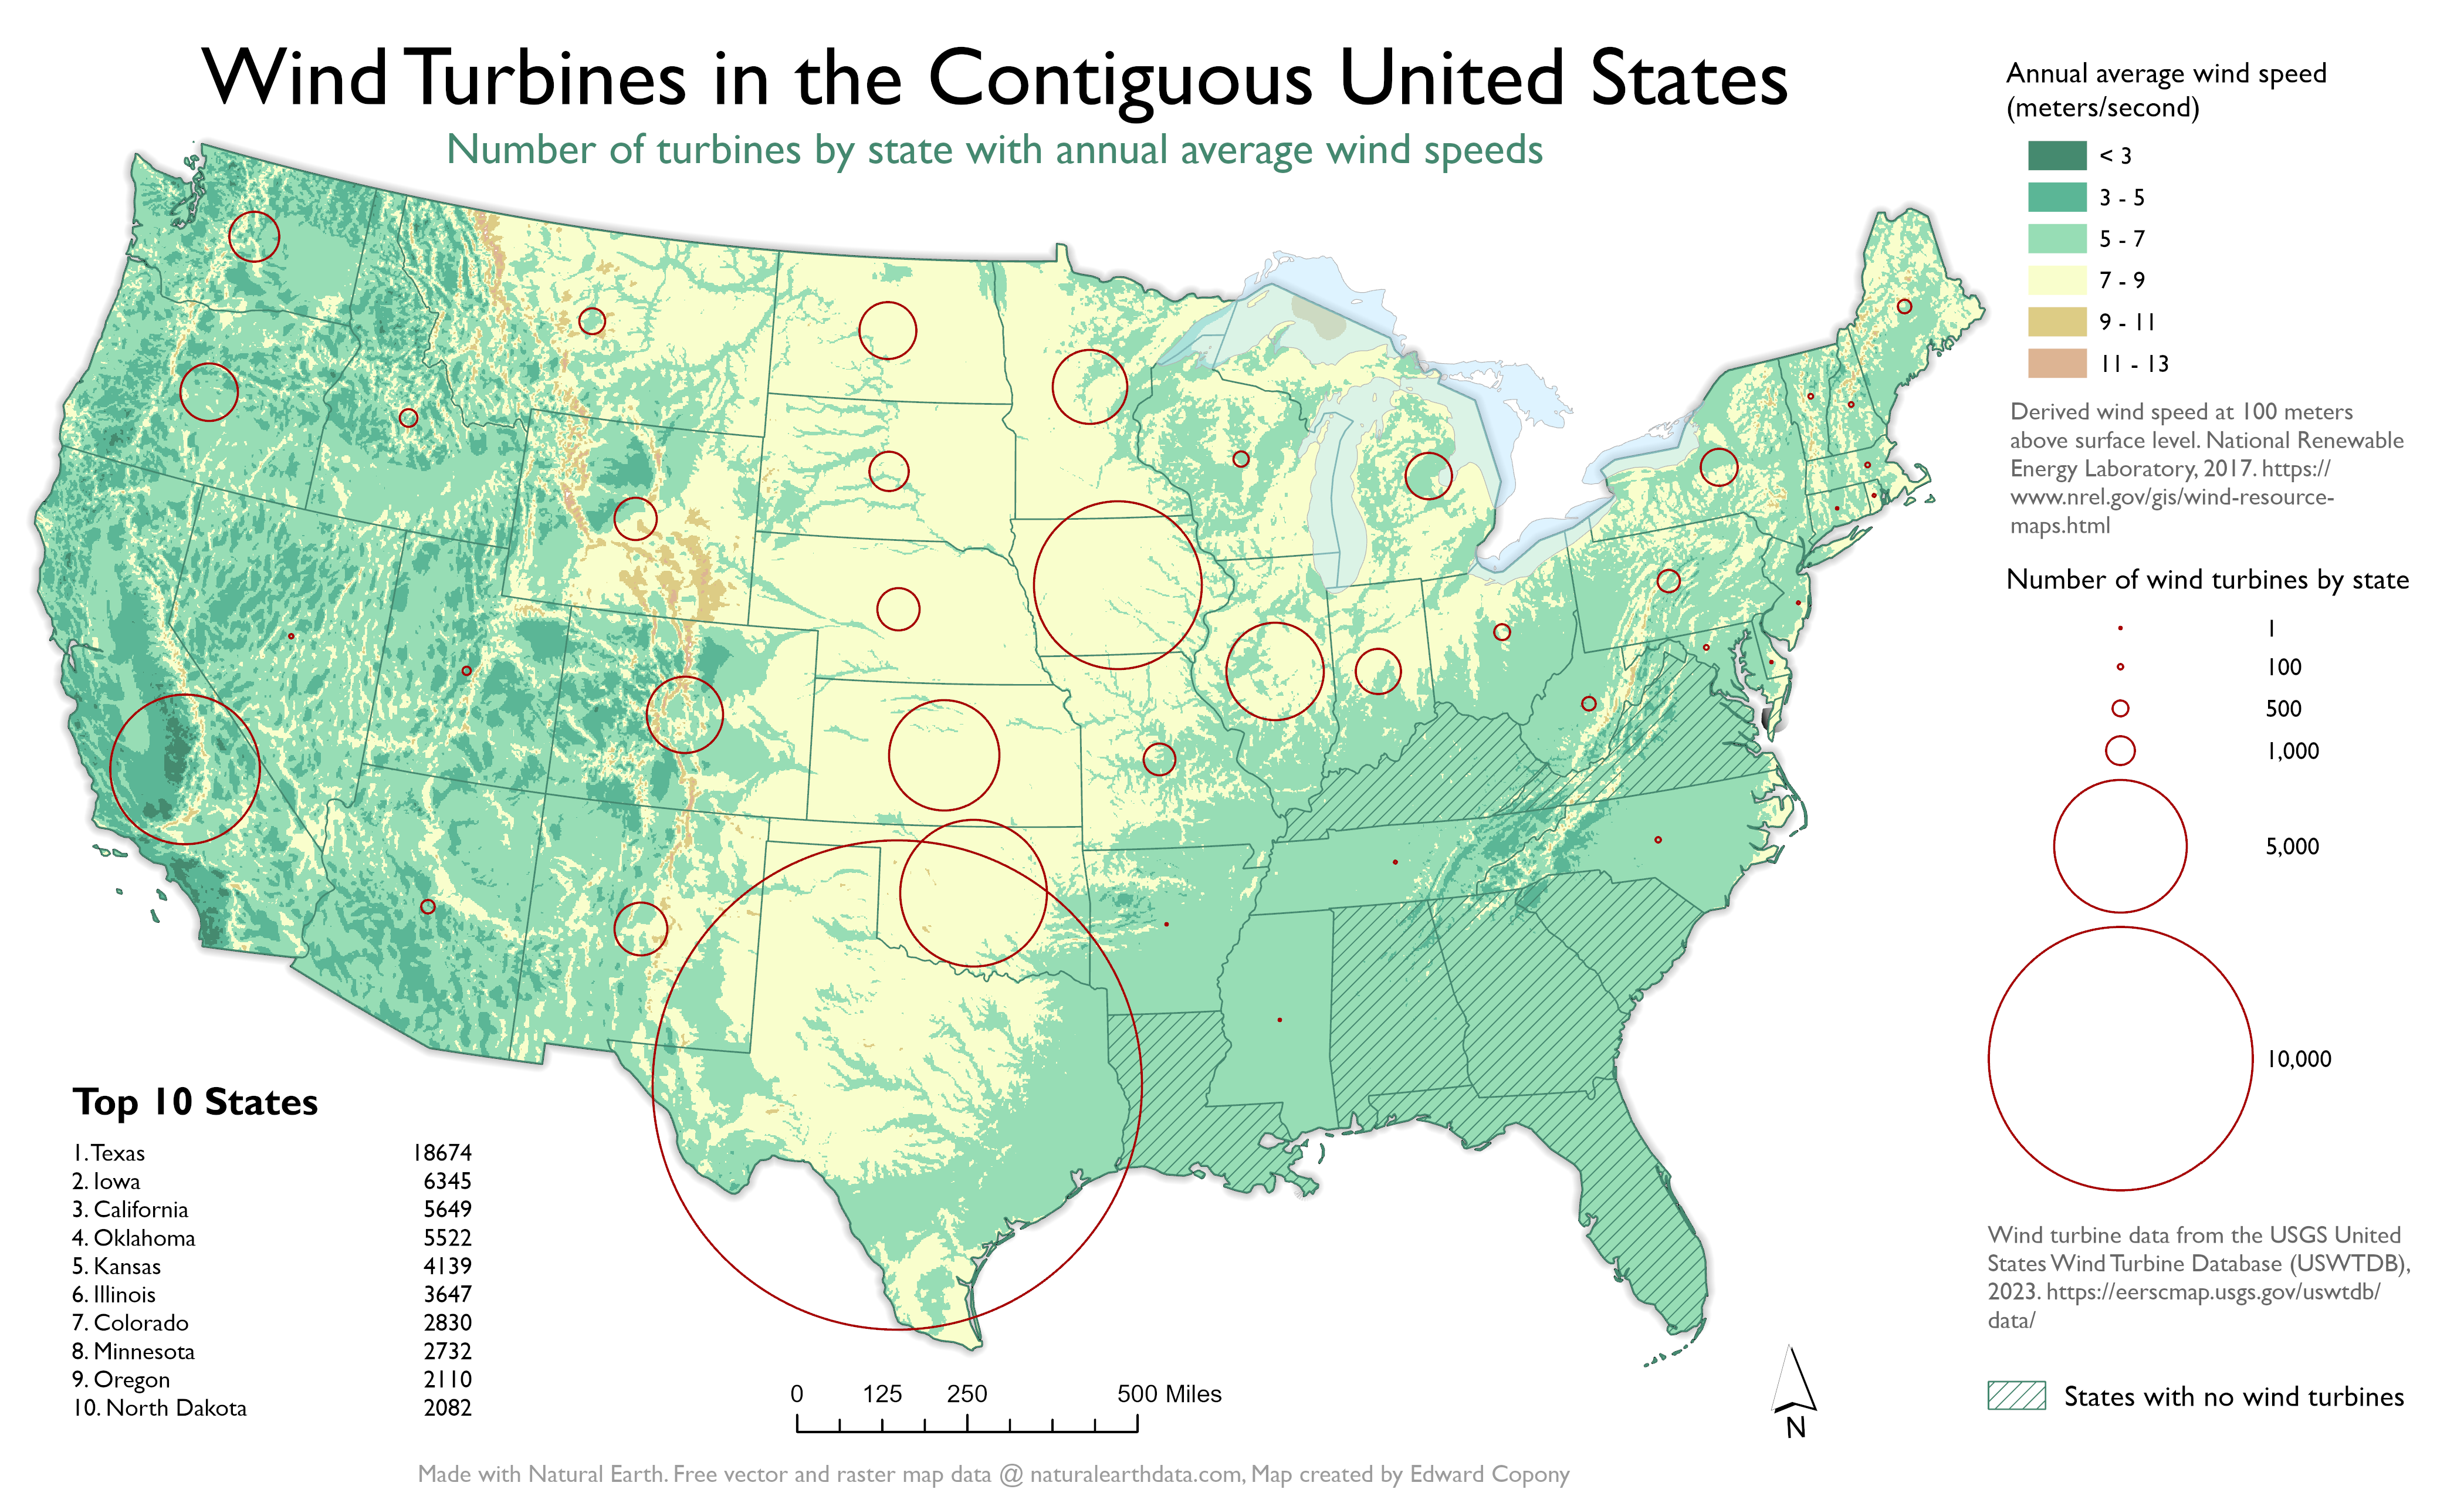 Wind Turbines in the Contiguous United States
Number of turbines by state with annual average wind speeds
Annual average wind speed
(meters/second)
< 3
3 - 5
5 - 7
7 - 9
9 - 11
11 - 13
Derived wind speed at 100 meters
above surface level. National Renewable
Energy Laboratory, 2017. https://
www.nrel.gov/gis/wind-resource-
maps.html
Number of wind turbines by state
1
100
500
1,000
5,000
10,000
Wind turbine data from the USGS United
States Wind Turbine Database (USWTDB),
2023. https://eerscmap.usgs.gov/uswtdb/
data/
States with no wind turbines
Top 10 States
1. Texas 18674
2. Iowa 6345
3. California 5649
4. Oklahoma 5522
5. Kansas 4139
6. Illinois 3647
7. Colorado 2830
8. Minnesota 2732
9. Oregon 2110
10. North Dakota 2082
0 125 250 500 Miles
N
Made with Natural Earth. Free vector and raster map data @ naturalearthdata.com, Map created by Edward Copony